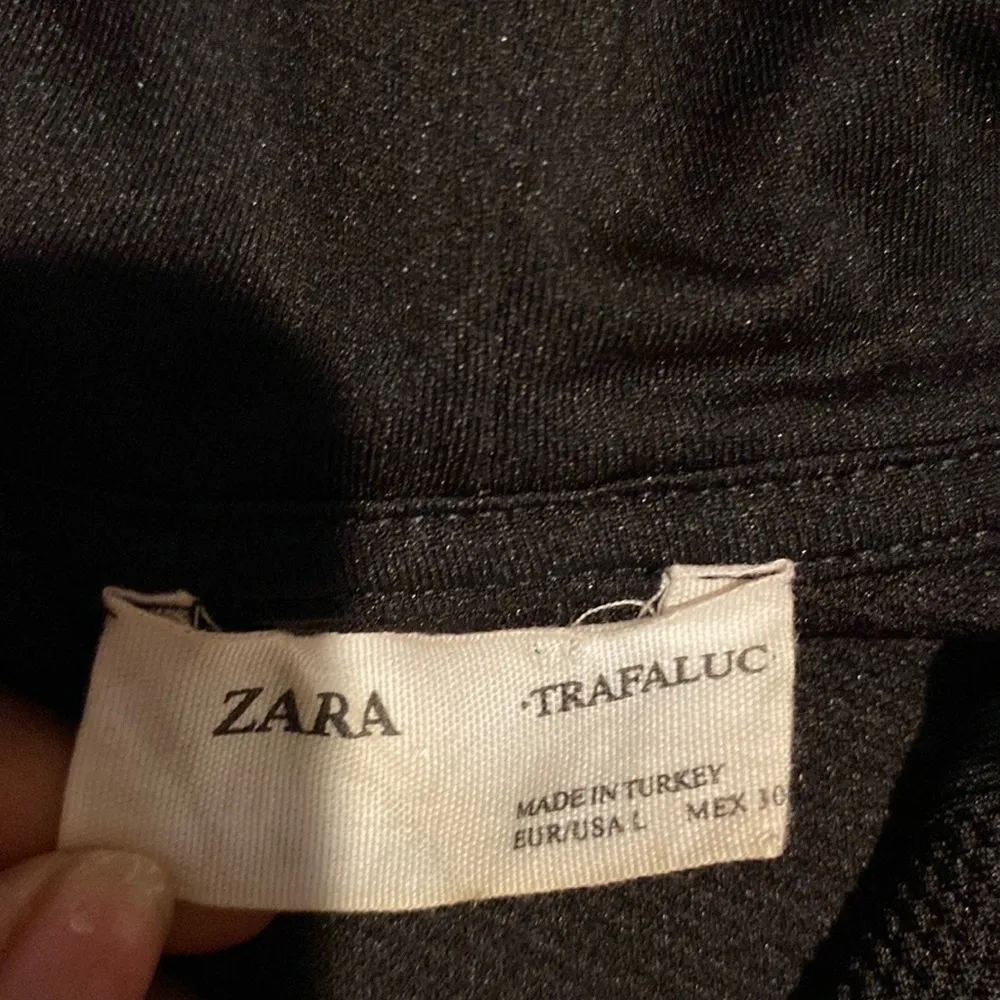 ZARA
·TRAFALUC·
MADE IN TURKEY
EUR/USA L MEX 30